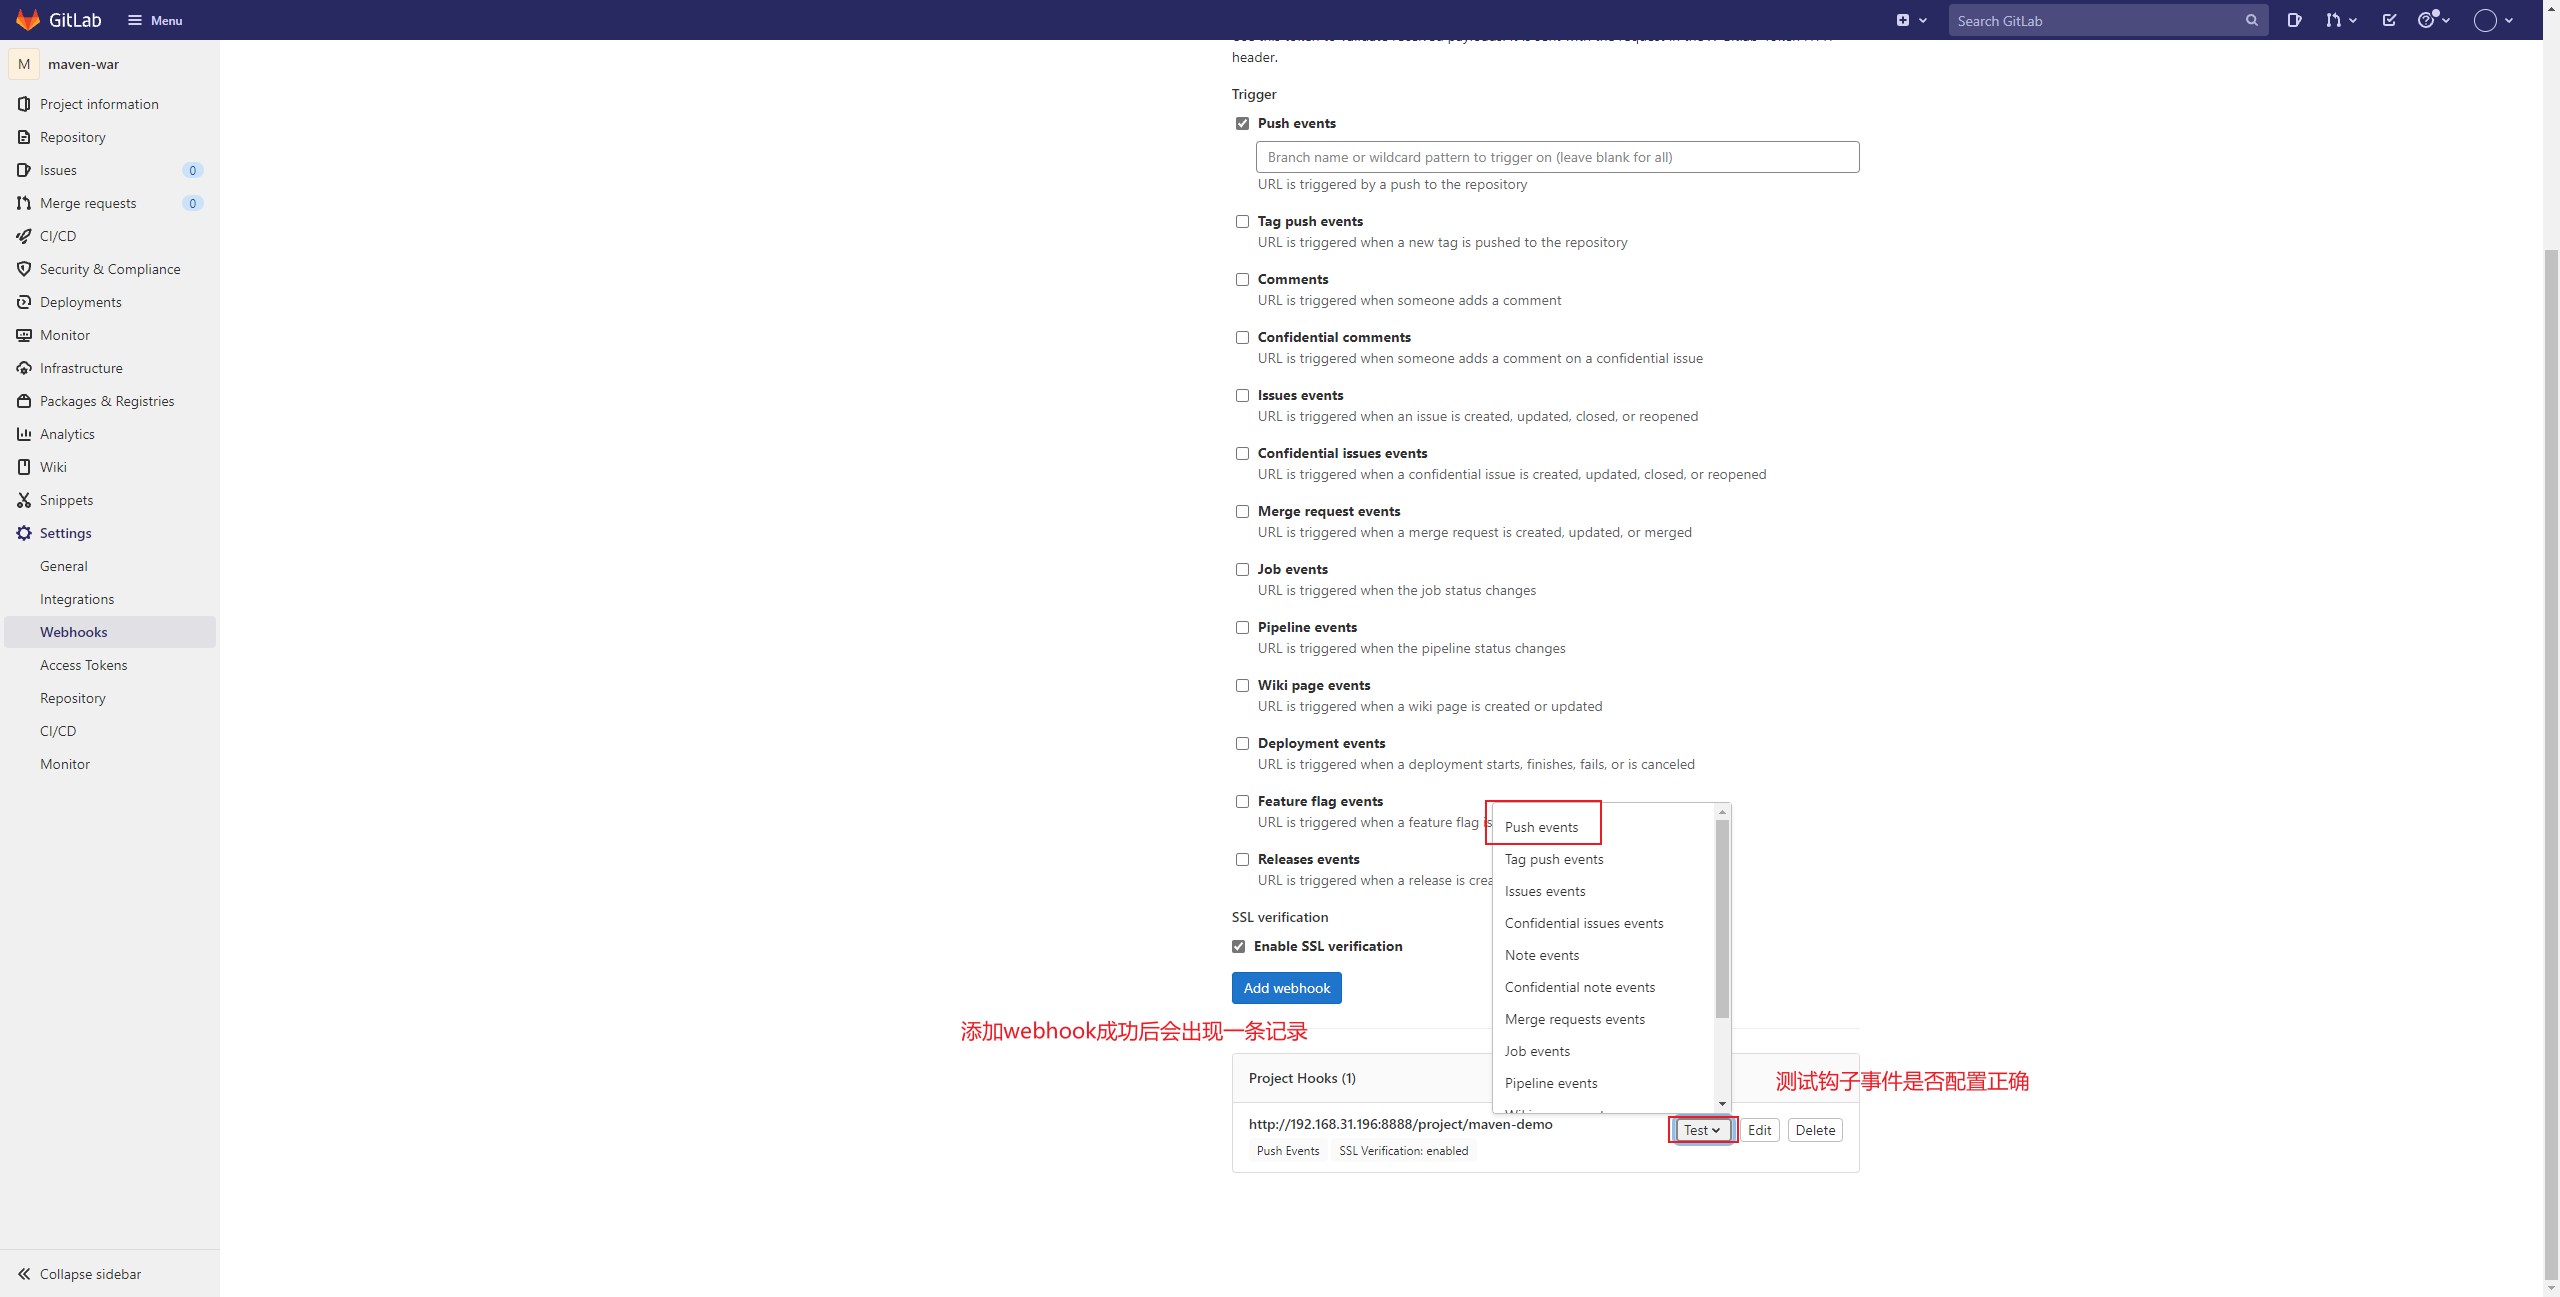 GitLab
Menu
Search GitLab
maven-war
Project information
Repository
Issues 0
Merge requests 0
CI/CD
Security & Compliance
Deployments
Monitor
Infrastructure
Packages & Registries
Analytics
Wiki
Snippets
Settings
General
Integrations
Webhooks
Access Tokens
Repository
CI/CD
Monitor
Collapse sidebar
header.
Trigger
Push events
Branch name or wildcard pattern to trigger on (leave blank for all)
URL is triggered by a push to the repository
Tag push events
URL is triggered when a new tag is pushed to the repository
Comments
URL is triggered when someone adds a comment
Confidential comments
URL is triggered when someone adds a comment on a confidential issue
Issues events
URL is triggered when an issue is created, updated, closed, or reopened
Confidential issues events
URL is triggered when a confidential issue is created, updated, closed, or reopened
Merge request events
URL is triggered when a merge request is created, updated, or merged
Job events
URL is triggered when the job status changes
Pipeline events
URL is triggered when the pipeline status changes
Wiki page events
URL is triggered when a wiki page is created or updated
Deployment events
URL is triggered when a deployment starts, finishes, fails, or is canceled
Feature flag events
URL is triggered when a feature flag is
Releases events
URL is triggered when a release is crea
SSL verification
Enable SSL verification
Add webhook
添加webhook成功后会出现一条记录
Push events
Tag push events
Issues events
Confidential issues events
Note events
Confidential note events
Merge requests events
Job events
Pipeline events
Project Hooks (1)
测试钩子事件是否配置正确
http://192.168.31.196:8888/project/maven-demo
Test Edit Delete
Push Events SSL Verification: enabled